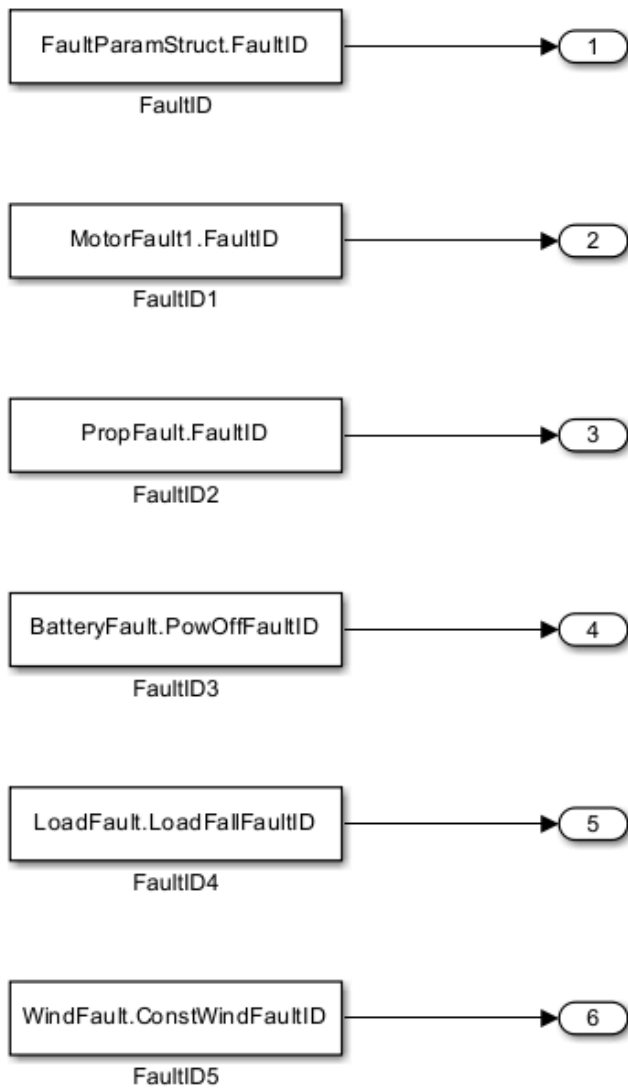 FaultParamStruct.FaultID
1
FaultID
MotorFault1.FaultID
2
FaultID1
PropFault.FaultID
3
FaultID2
BatteryFault.PowOffFaultID
4
FaultID3
LoadFault.LoadFallFaultID
5
FaultID4
WindFault.ConstWindFaultID
6
FaultID5